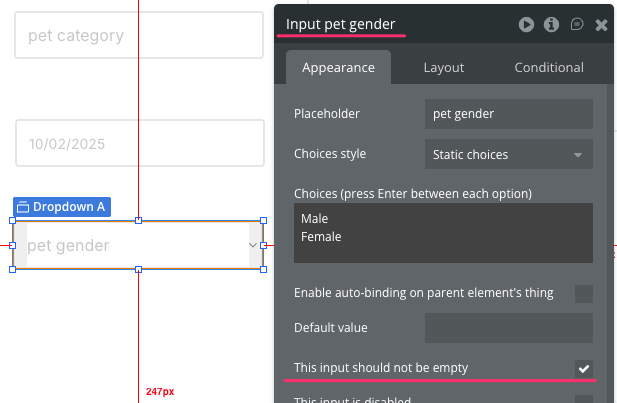 pet category
10/02/2025
Dropdown A
pet gender
247px
Input pet gender
Appearance
Layout
Conditional
Placeholder
pet gender
Choices style
Static choices
Choices (press Enter between each option)
Male
Female
Enable auto-binding on parent element's thing
Default value
This input should not be empty
This input is disabled